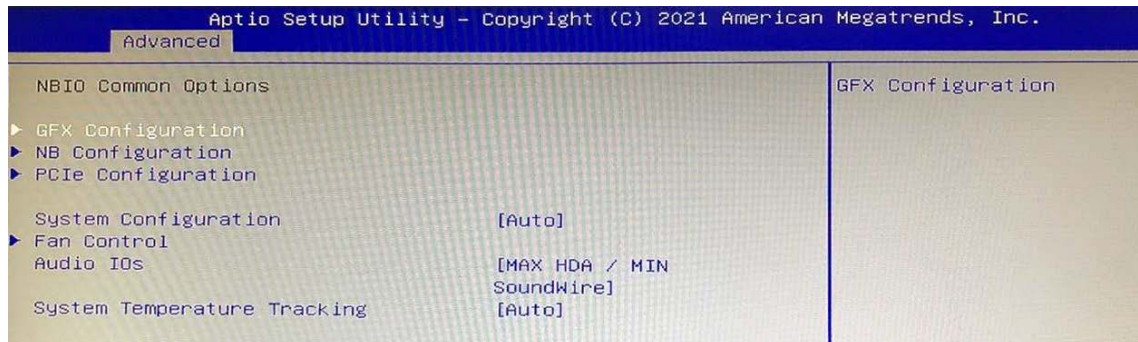 Aptio Setup Utility – Copyright (C) 2021 American Megatrends, Inc.
Advanced
NBIO Common Options
GFX Configuration
GFX Configuration
NB Configuration
PCIe Configuration
System Configuration [Auto]
Fan Control
Audio IOs [MAX HDA / MIN
SoundWire]
System Temperature Tracking [Auto]